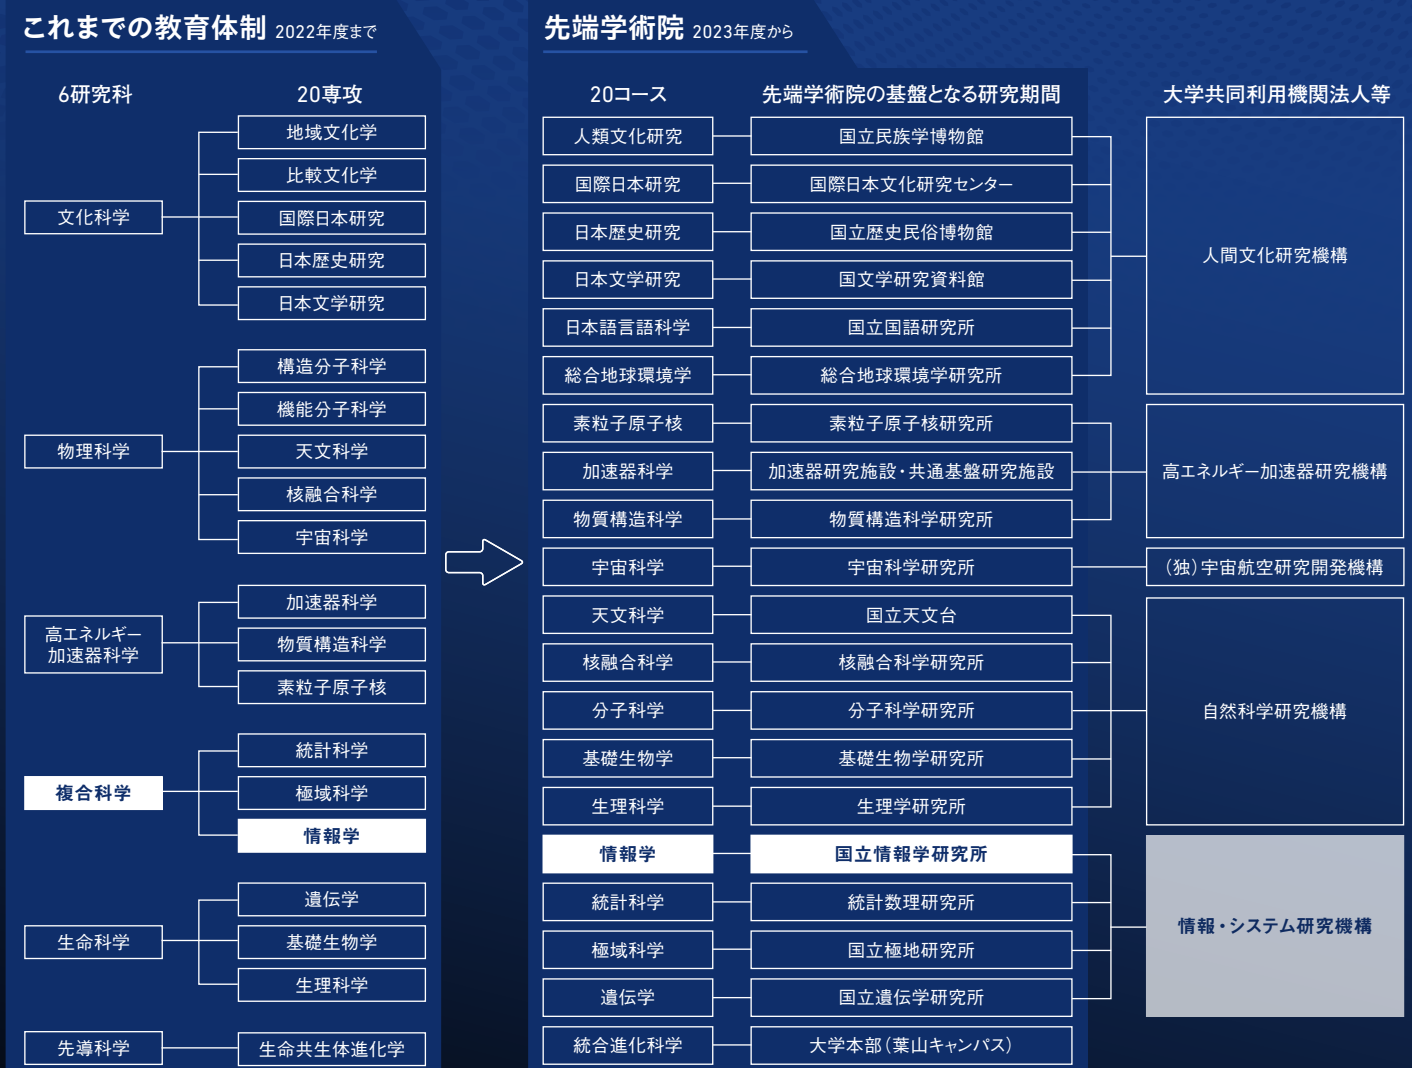 これまでの教育体制 2022年度まで
6研究科
20専攻
文化科学
地域文化学
比較文化学
国際日本研究
日本歴史研究
日本文学研究
物理科学
構造分子科学
機能分子科学
天文科学
核融合科学
宇宙科学
高エネルギー
加速器科学
加速器科学
物質構造科学
素粒子原子核
複合科学
統計科学
極域科学
情報学
生命科学
遺伝学
基礎生物学
生理科学
先導科学
生命共生体進化学
先端学術院 2023年度から
20コース
先端学術院の基盤となる研究期間
大学共同利用機関法人等
人類文化研究
国立民族学博物館
国際日本研究
国際日本文化研究センター
日本歴史研究
国立歴史民俗博物館
日本文学研究
国文学研究資料館
日本語言語科学
国立国語研究所
総合地球環境学
総合地球環境学研究所
人間文化研究機構
素粒子原子核
素粒子原子核研究所
加速器科学
加速器研究施設・共通基盤研究施設
物質構造科学
物質構造科学研究所
高エネルギー加速器研究機構
宇宙科学
宇宙科学研究所
(独)宇宙航空研究開発機構
天文科学
国立天文台
核融合科学
核融合科学研究所
分子科学
分子科学研究所
基礎生物学
基礎生物学研究所
生理科学
生理学研究所
自然科学研究機構
情報学
国立情報学研究所
統計科学
統計数理研究所
極域科学
国立極地研究所
遺伝学
国立遺伝学研究所
情報・システム研究機構
統合進化科学
大学本部(葉山キャンパス)